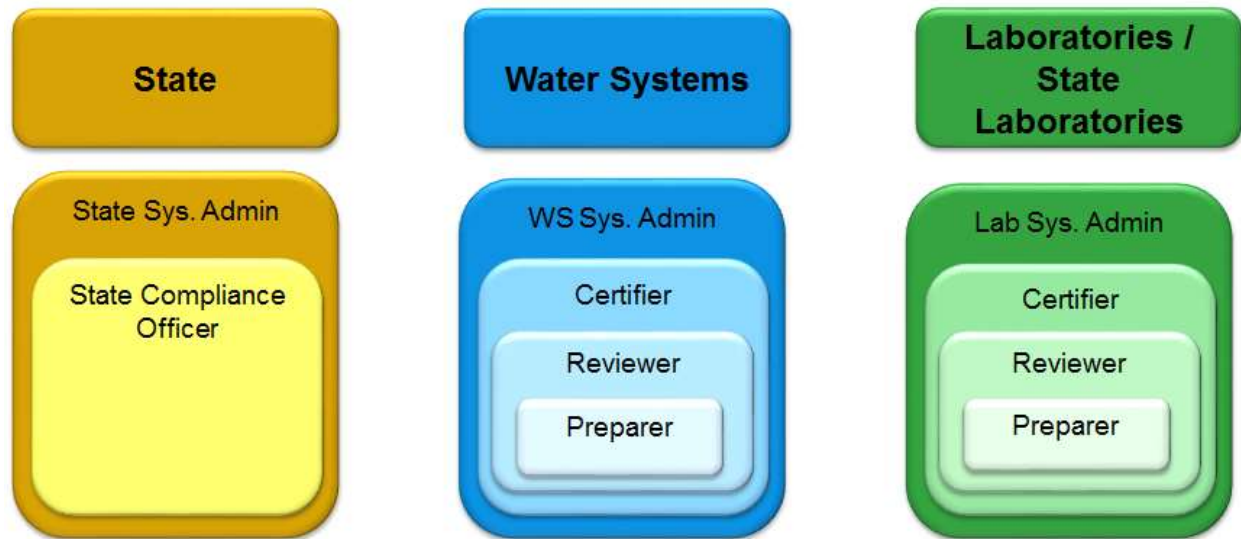 State
Water Systems
Laboratories /
State
Laboratories
State Sys. Admin
State Compliance
Officer
WS Sys. Admin
Certifier
Reviewer
Preparer
Lab Sys. Admin
Certifier
Reviewer
Preparer